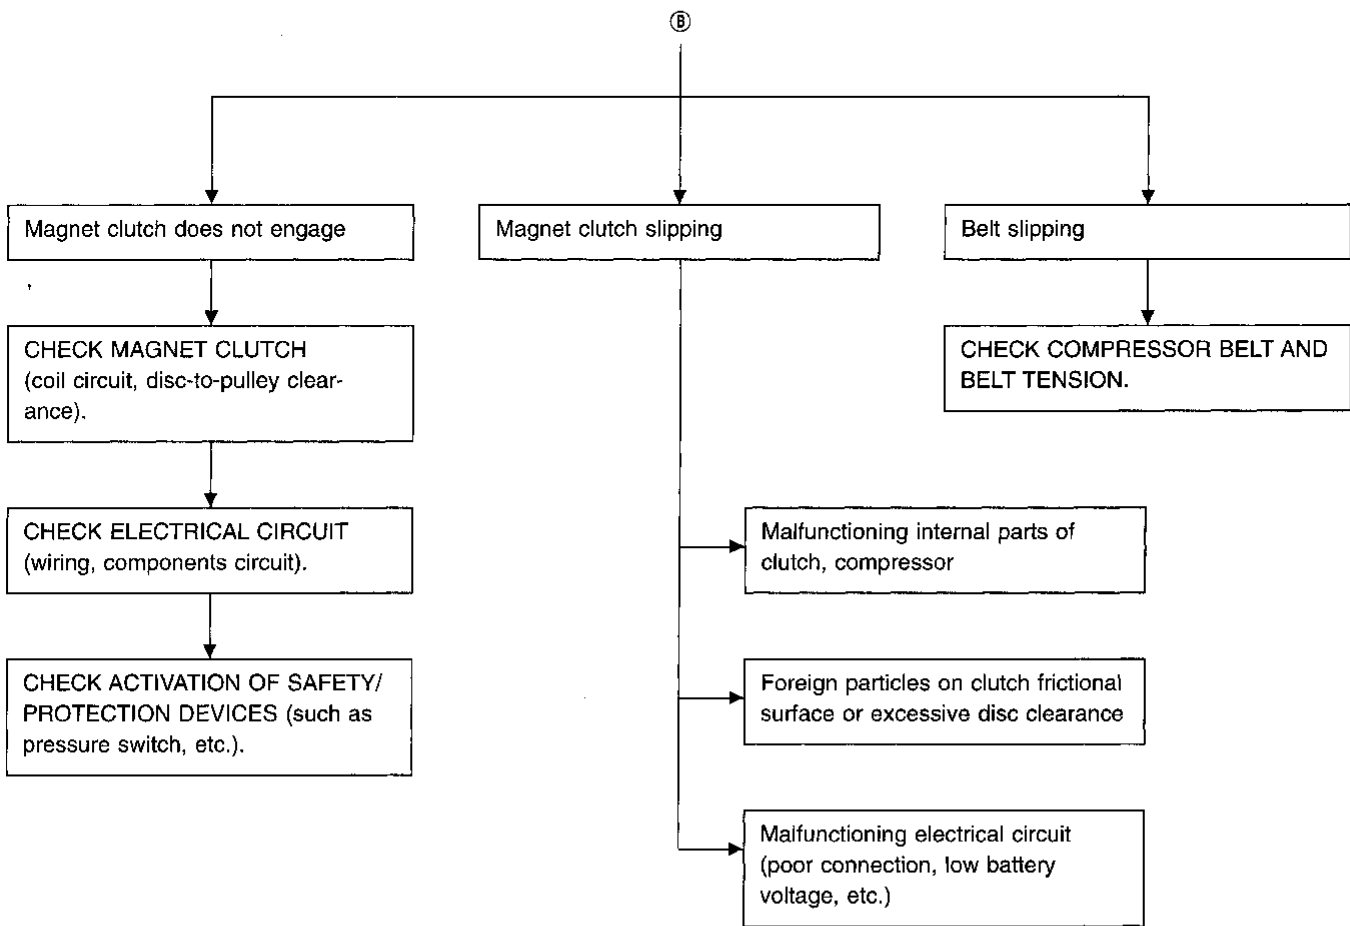 Ⓑ
Magnet clutch does not engage
Magnet clutch slipping
Belt slipping
CHECK MAGNET CLUTCH
(coil circuit, disc-to-pulley clear-
ance).
CHECK COMPRESSOR BELT AND
BELT TENSION.
CHECK ELECTRICAL CIRCUIT
(wiring, components circuit).
Malfunctioning internal parts of
clutch, compressor
CHECK ACTIVATION OF SAFETY/
PROTECTION DEVICES (such as
pressure switch, etc.).
Foreign particles on clutch frictional
surface or excessive disc clearance
Malfunctioning electrical circuit
(poor connection, low battery
voltage, etc.)